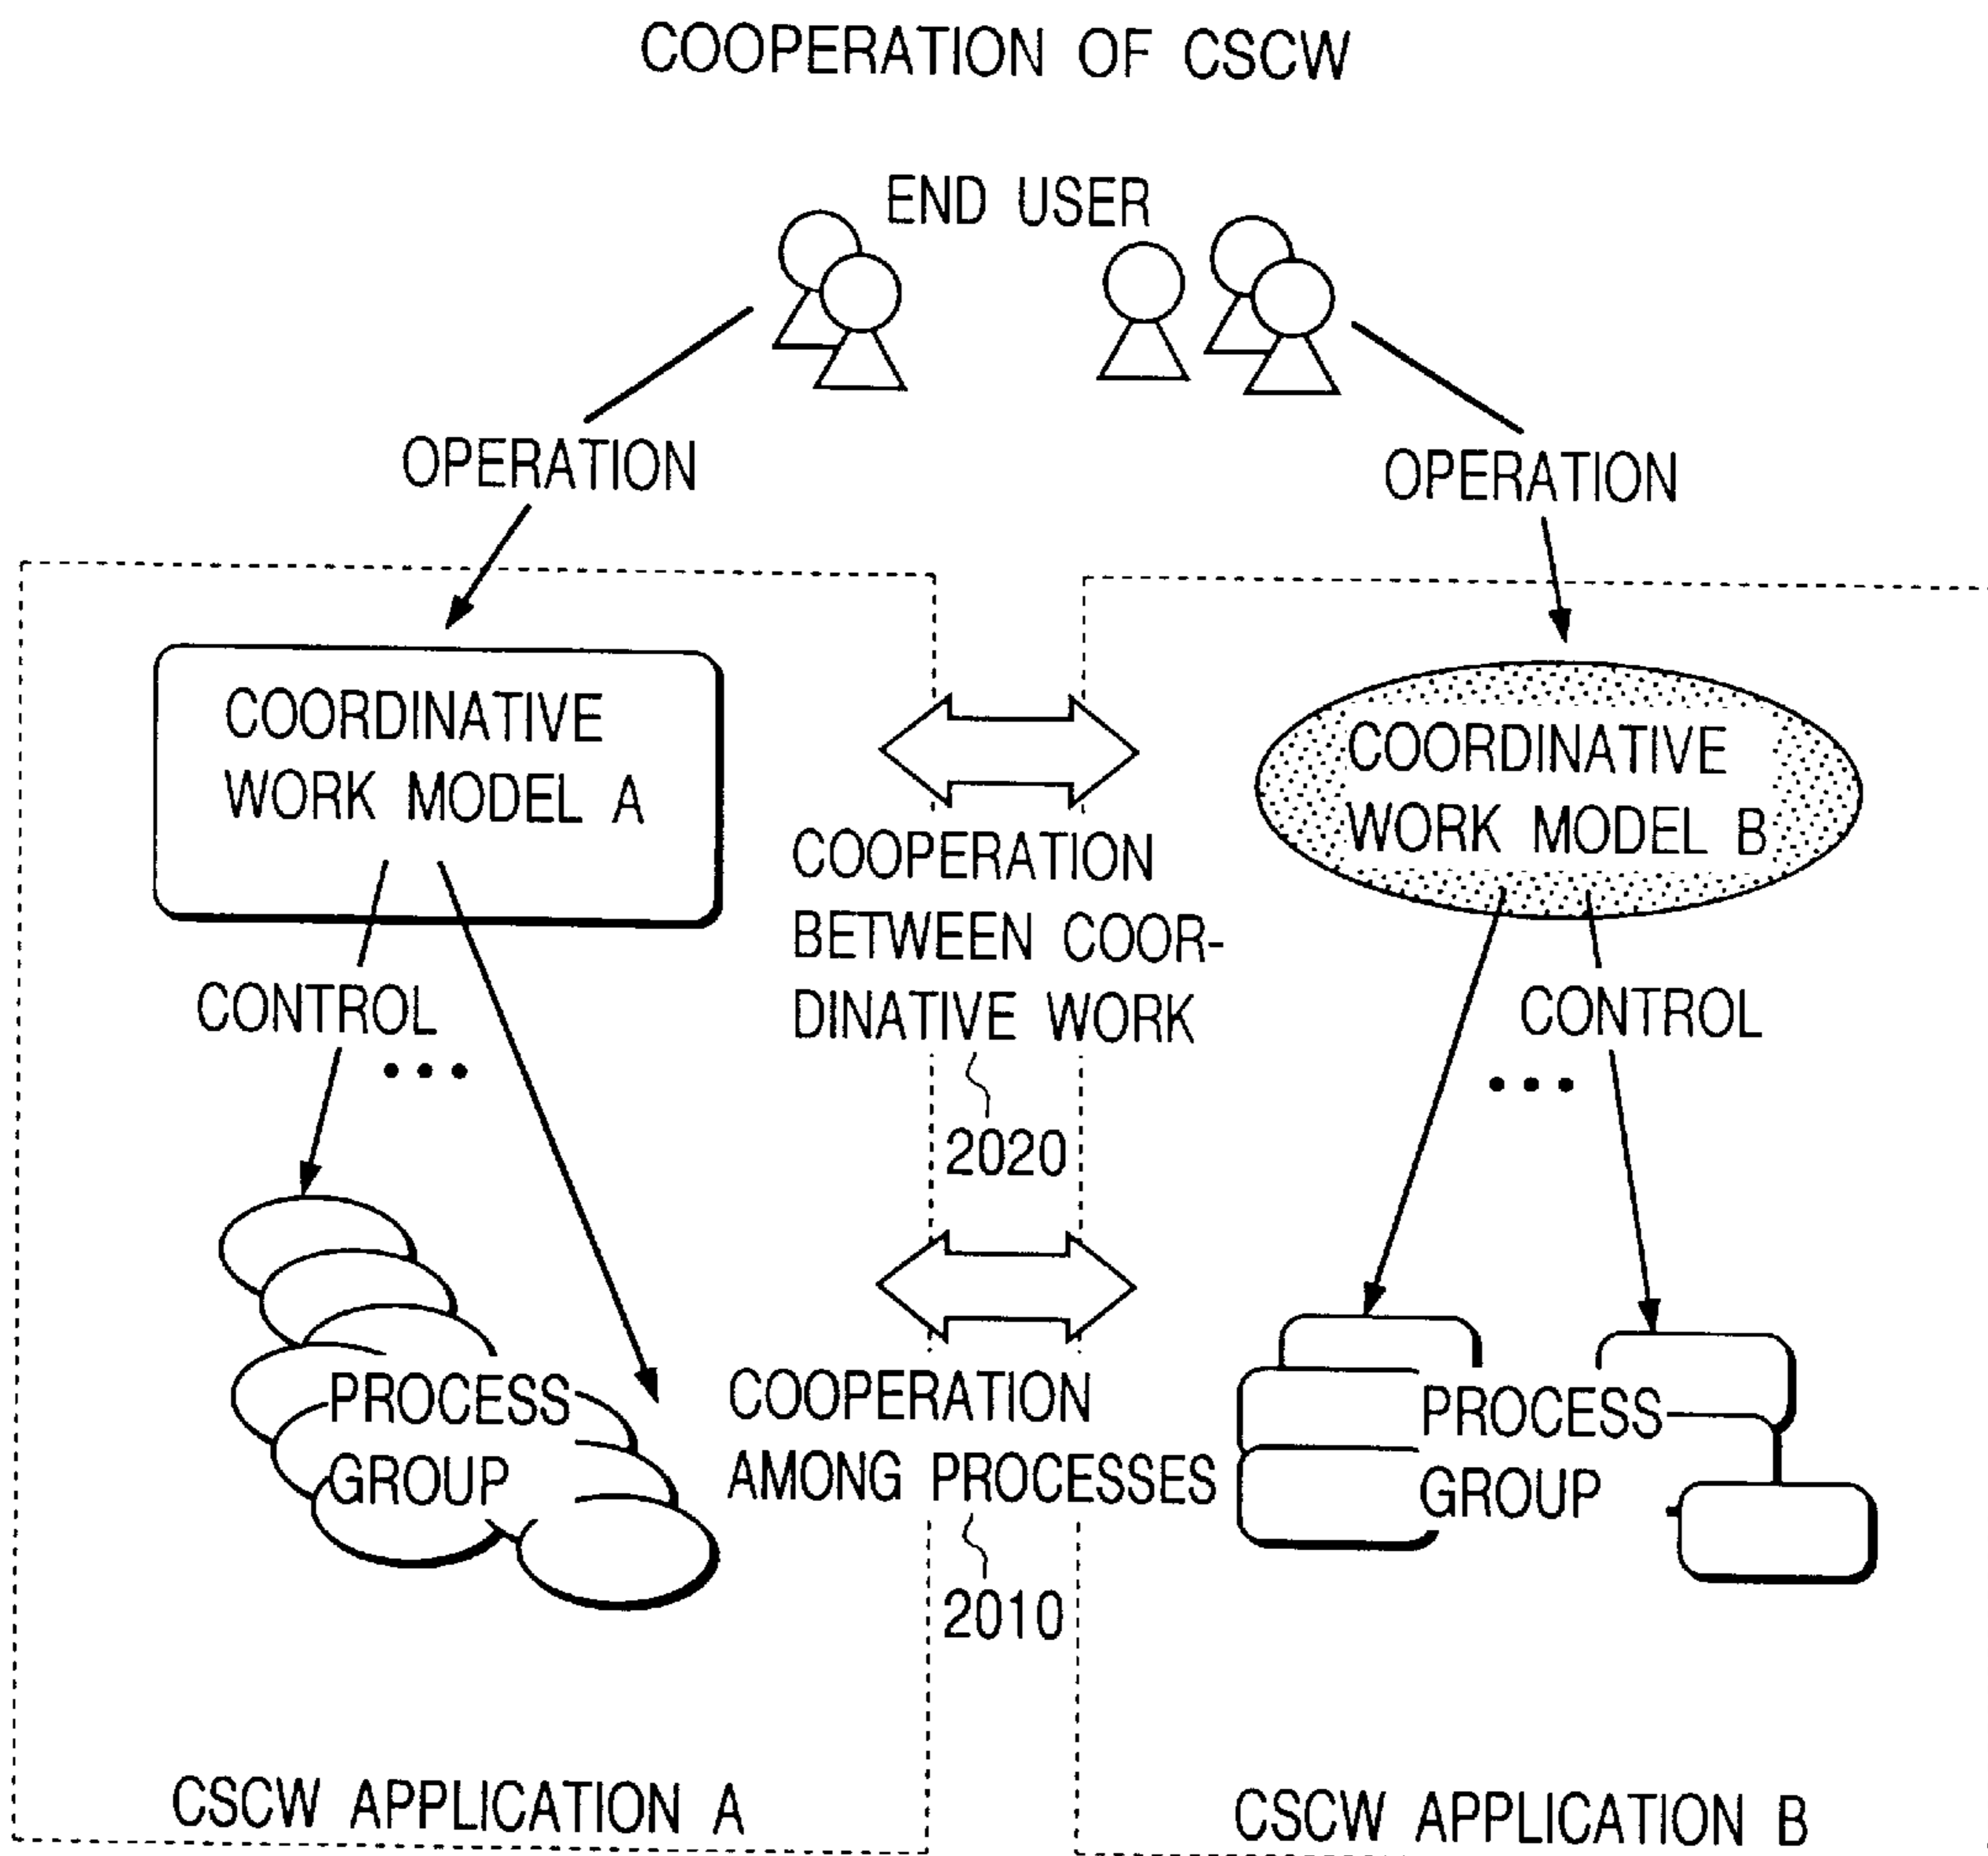 COOPERATION OF CSCW
END USER
OPERATION
OPERATION
COORDINATIVE
WORK MODEL A
COORDINATIVE
WORK MODEL B
COOPERATION
BETWEEN COOR-
DINATIVE WORK
2020
CONTROL
CONTROL
PROCESS
GROUP
COOPERATION
AMONG PROCESSES
2010
PROCESS
GROUP
CSCW APPLICATION A
CSCW APPLICATION B